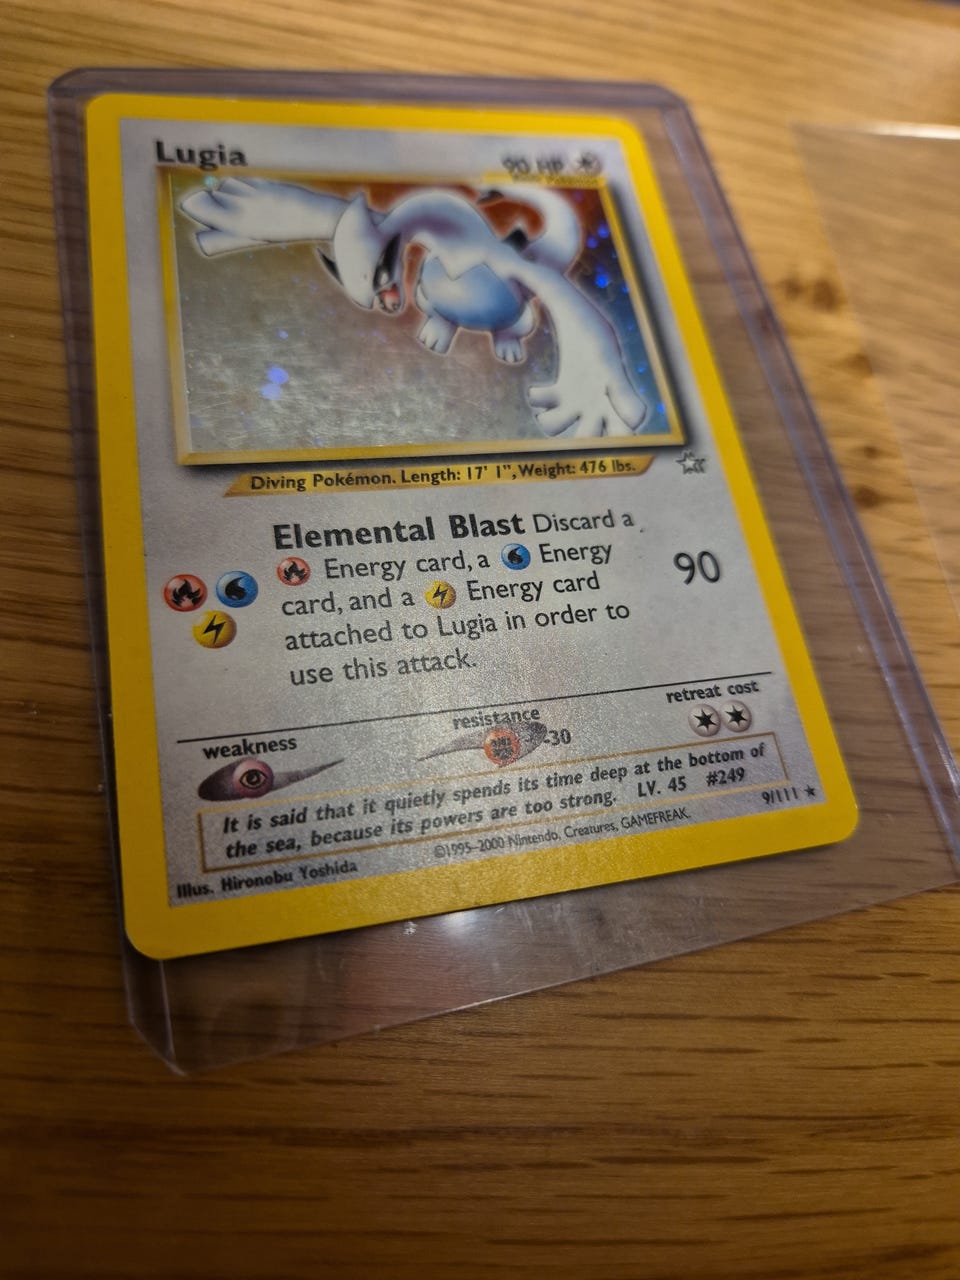 Lugia
90 HP
Diving Pokémon. Length: 17' 1", Weight: 476 lbs.
Elemental Blast Discard a
Energy card, a Energy
card, and a Energy card
attached to Lugia in order to
use this attack.
90
weakness
resistance
-30
retreat cost
It is said that it quietly spends its time deep at the bottom of
the sea, because its powers are too strong. LV. 45 #249
Illus. Hironobu Yoshida
©1995-2000 Nintendo, Creatures, GAMEFREAK.
9/111 ★